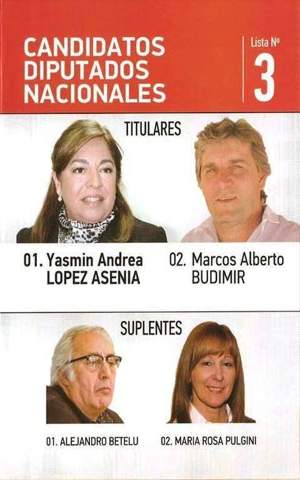 CANDIDATOS
DIPUTADOS
NACIONALES
Lista Nº
3
TITULARES
01. Yasmin Andrea
LOPEZ ASENIA
02. Marcos Alberto
BUDIMIR
SUPLENTES
01. ALEJANDRO BETELU
02. MARIA ROSA PULGINI